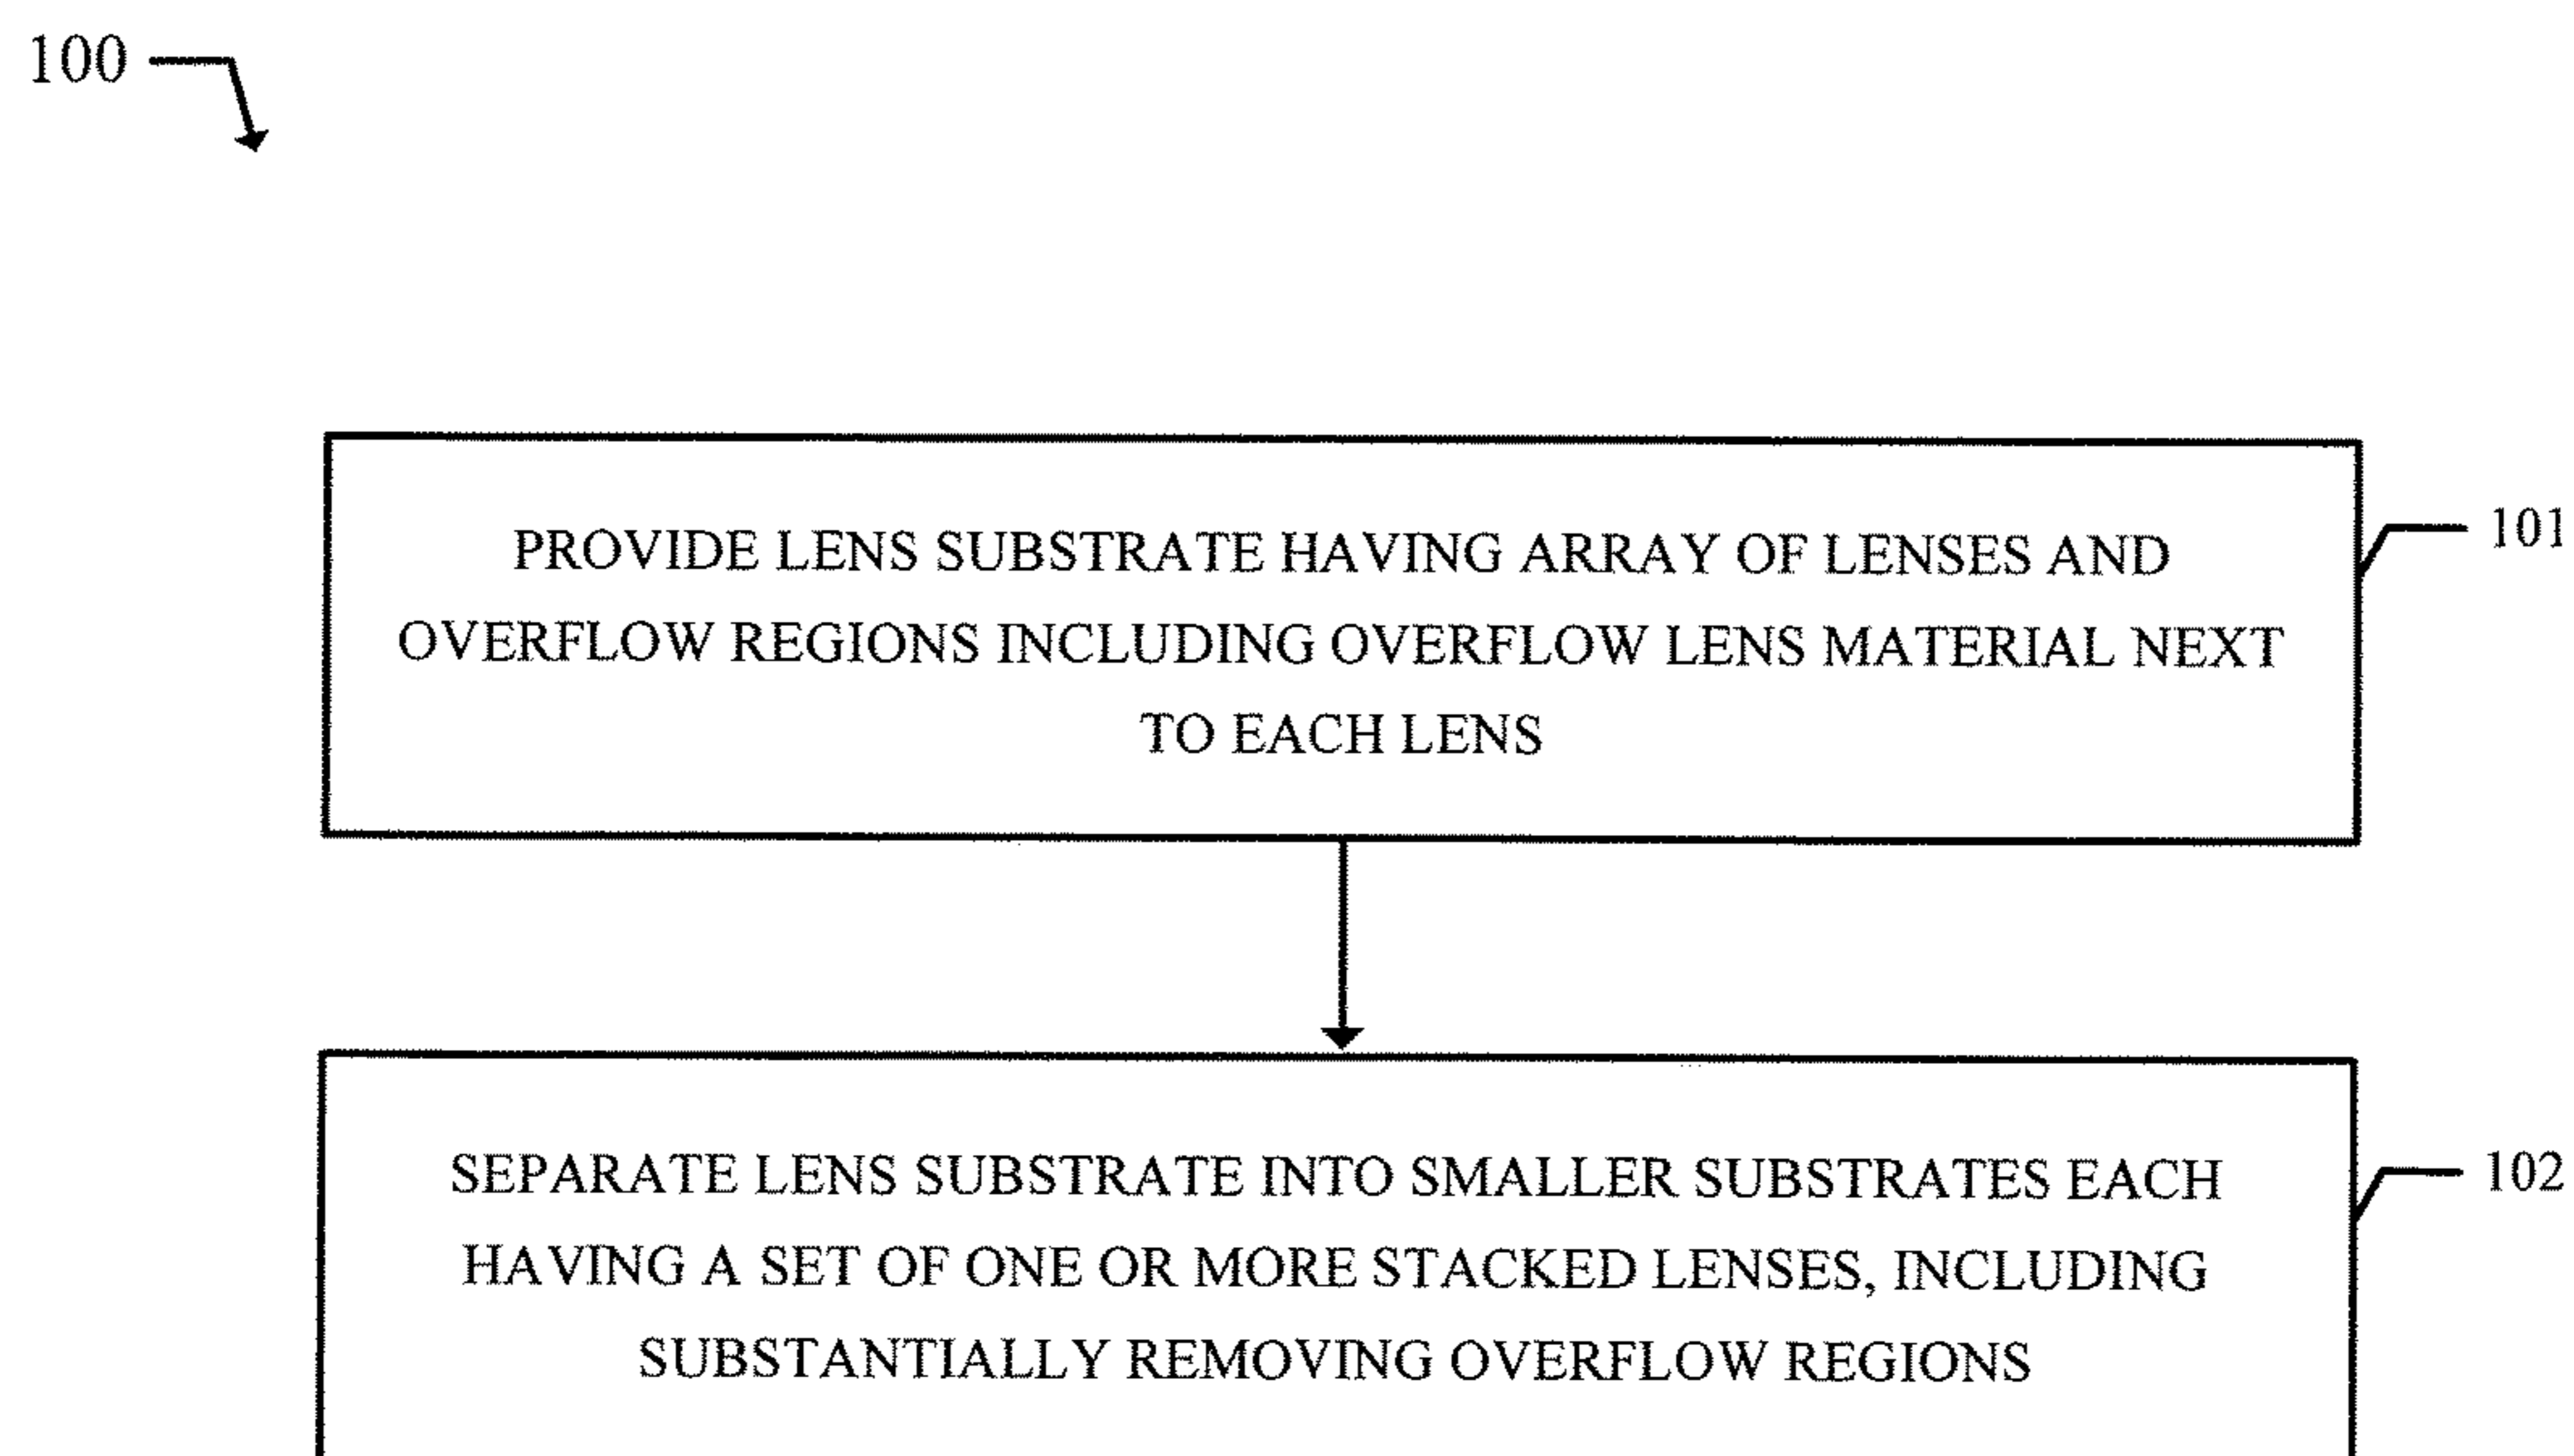 100
PROVIDE LENS SUBSTRATE HAVING ARRAY OF LENSES AND
OVERFLOW REGIONS INCLUDING OVERFLOW LENS MATERIAL NEXT
TO EACH LENS
101
SEPARATE LENS SUBSTRATE INTO SMALLER SUBSTRATES EACH
HAVING A SET OF ONE OR MORE STACKED LENSES, INCLUDING
SUBSTANTIALLY REMOVING OVERFLOW REGIONS
102